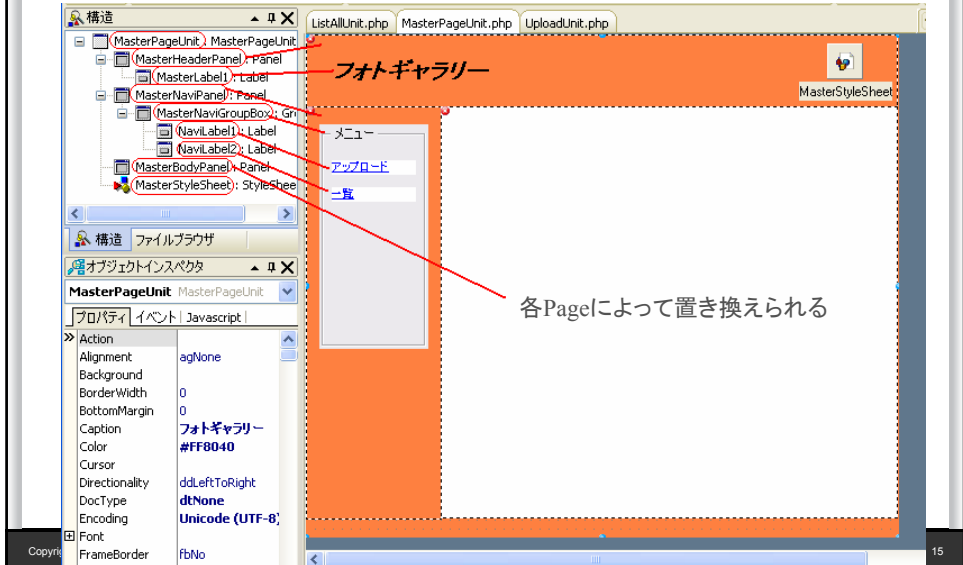 構造
MasterPageUnit : MasterPageUnit
MasterHeaderPanel : Panel
MasterLabel1 : Label
MasterNaviPanel : Panel
MasterNaviGroupBox : Gr
NaviLabel1 : Label
NaviLabel2 : Label
MasterBodyPanel : Panel
MasterStyleSheet : StyleShee
構造 ファイルブラウザ
オブジェクトインスペクタ
MasterPageUnit MasterPageUnit
プロパティ イベント Javascript
Action
Alignment agNone
Background
BorderWidth 0
BottomMargin 0
Caption フォトギャラリー
Color #FF8040
Cursor
Directionality ddLeftToRight
DocType dtNone
Encoding Unicode (UTF-8)
Font
FrameBorder fbNo
ListAllUnit.php MasterPageUnit.php UploadUnit.php
フォトギャラリー
MasterStyleSheet
メニュー
アップロード
一覧
各Pageによって置き換えられる
15